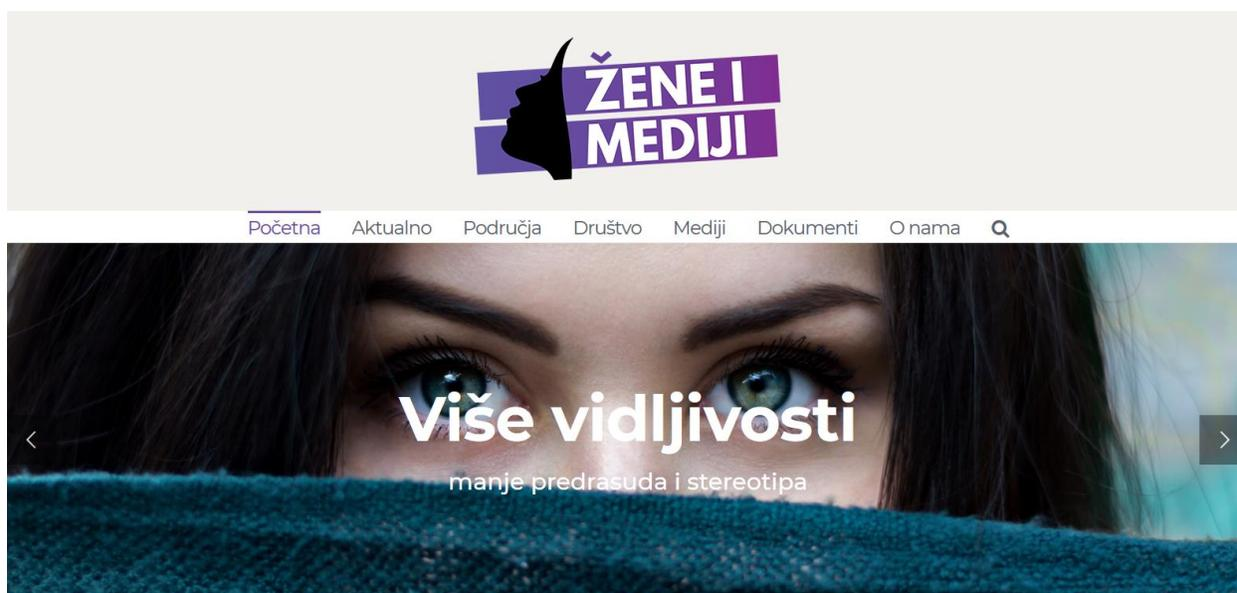 ŽENE I
MEDIJI
Početna Aktualno Područja Društvo Mediji Dokumenti O nama
Više vidljivosti
manje predrasuda i stereotipa